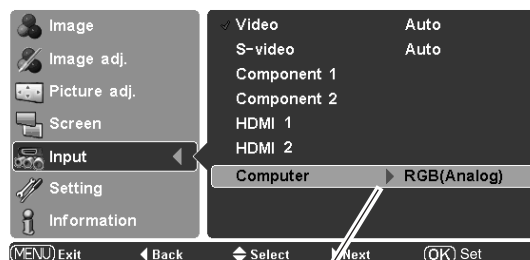 Image
Image adj.
Picture adj.
Screen
Input
Setting
Information
Video Auto
S-video Auto
Component 1
Component 2
HDMI 1
HDMI 2
Computer RGB(Analog)
MENU Exit Back Select Next OK Set